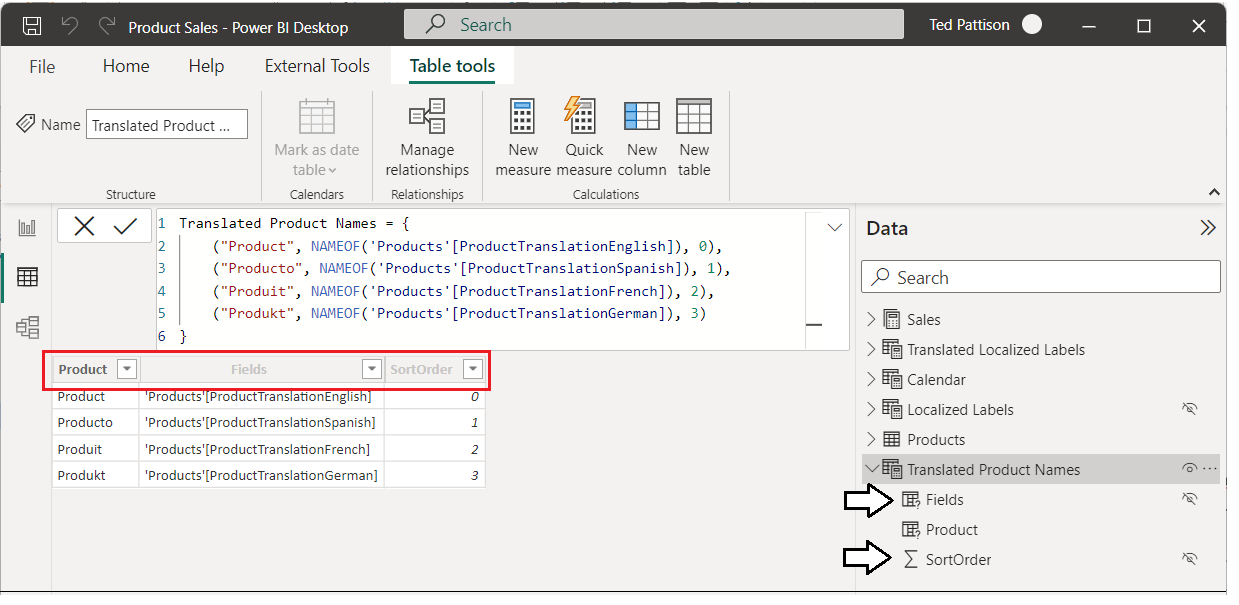 Product Sales - Power BI Desktop
Search
Ted Pattison
File Home Help External Tools Table tools
Name Translated Product ...
Mark as date table
Manage relationships
New measure
Quick measure
New column
New table
Structure
Calendars
Relationships
Calculations
1 Translated Product Names = {
2 ("Product", NAMEOF('Products'[ProductTranslationEnglish]), 0),
3 ("Producto", NAMEOF('Products'[ProductTranslationSpanish]), 1),
4 ("Produit", NAMEOF('Products'[ProductTranslationFrench]), 2),
5 ("Produkt", NAMEOF('Products'[ProductTranslationGerman]), 3)
6 }
Product Fields SortOrder
Product 'Products'[ProductTranslationEnglish] 0
Producto 'Products'[ProductTranslationSpanish] 1
Produit 'Products'[ProductTranslationFrench] 2
Produkt 'Products'[ProductTranslationGerman] 3
Data
Search
Sales
Translated Localized Labels
Calendar
Localized Labels
Products
Translated Product Names
Fields
Product
SortOrder